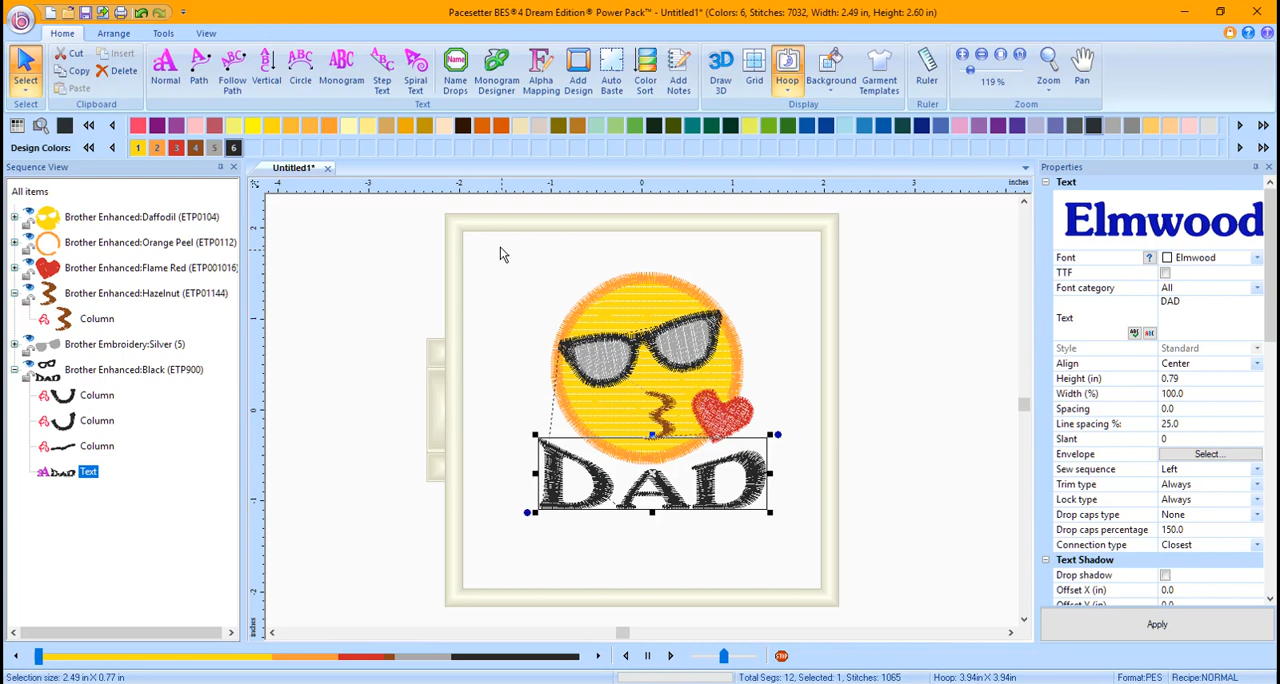 Pacesetter BES®4 Dream Edition® Power Pack™ - Untitled1* (Colors: 6, Stitches: 7032, Width: 2.49 in, Height: 2.60 in)
Home Arrange Tools View
Select Cut Copy Paste Insert Delete Normal Path Follow Path Vertical Circle Monogram Step Text Spiral Text Name Drops Monogram Designer Alpha Mapping Add Design Auto Baste Color Sort Add Notes Draw 3D Grid Hoop Background Garment Templates Ruler 119 % Zoom Pan
Select Clipboard Text Display Ruler Zoom
Design Colors: 1 2 3 4 5 6
Sequence View
Untitled1*
Properties
All items
-4 -3 -2 -1 0 1 2 3 inches
Text
Brother Enhanced:Daffodil (ETP0104)
Brother Enhanced:Orange Peel (ETP0112)
Brother Enhanced:Flame Red (ETP001016)
Brother Enhanced:Hazelnut (ETP01144)
Column
Brother Embroidery:Silver (5)
Brother Enhanced:Black (ETP900)
Column
Column
Column
Text
DAD
Elmwood
Font ? Elmwood
TTF
Font category All
Text DAD
Style Standard
Align Center
Height (in) 0.79
Width (%) 100.0
Spacing 0.0
Line spacing % 25.0
Slant 0
Envelope Select...
Sew sequence Left
Trim type Always
Lock type Always
Drop caps type None
Drop caps percentage 150.0
Connection type Closest
Text Shadow
Drop shadow
Offset X (in) 0.0
Apply
Selection size: 2.49 in X 0.77 in
Total Segs: 12, Selected: 1, Stitches: 1065
Hoop: 3.94in X 3.94in
Format:PES
Recipe:NORMAL